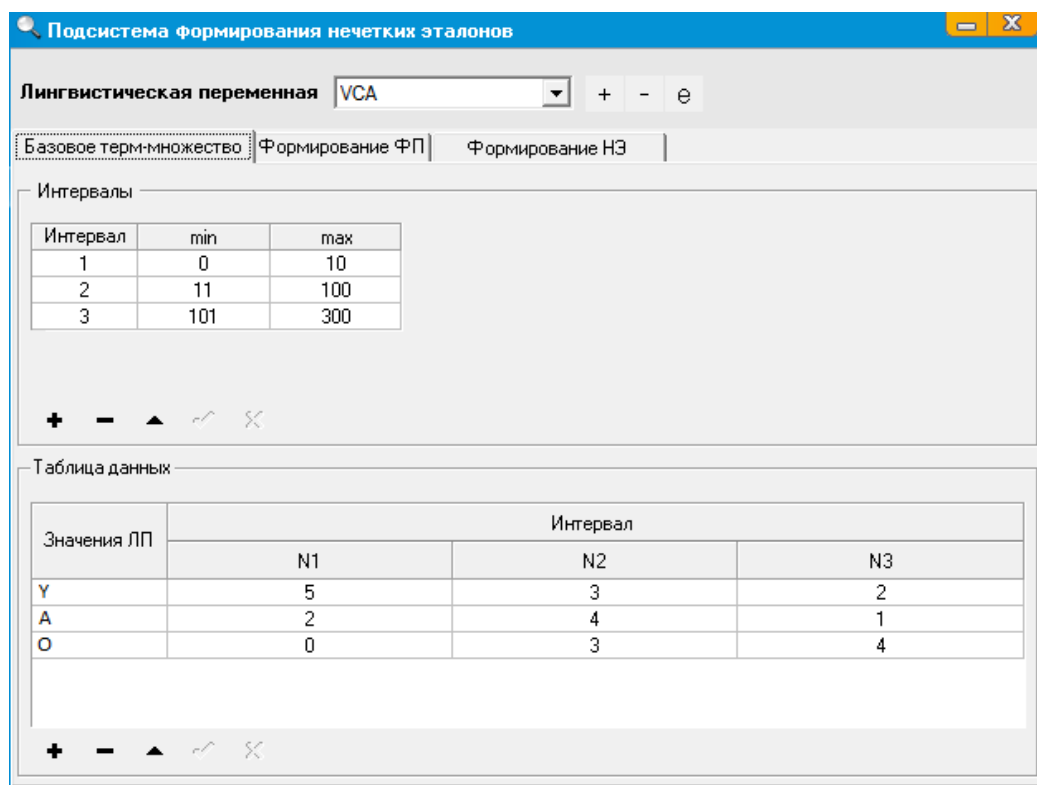 Подсистема формирования нечетких эталонов
Лингвистическая переменная VCA + - е
Базовое терм-множество Формирование ФП Формирование НЭ
Интервалы
Интервал min max
1 0 10
2 11 100
3 101 300
Таблица данных
Значения ЛП Интервал
N1 N2 N3
Y 5 3 2
A 2 4 1
O 0 3 4